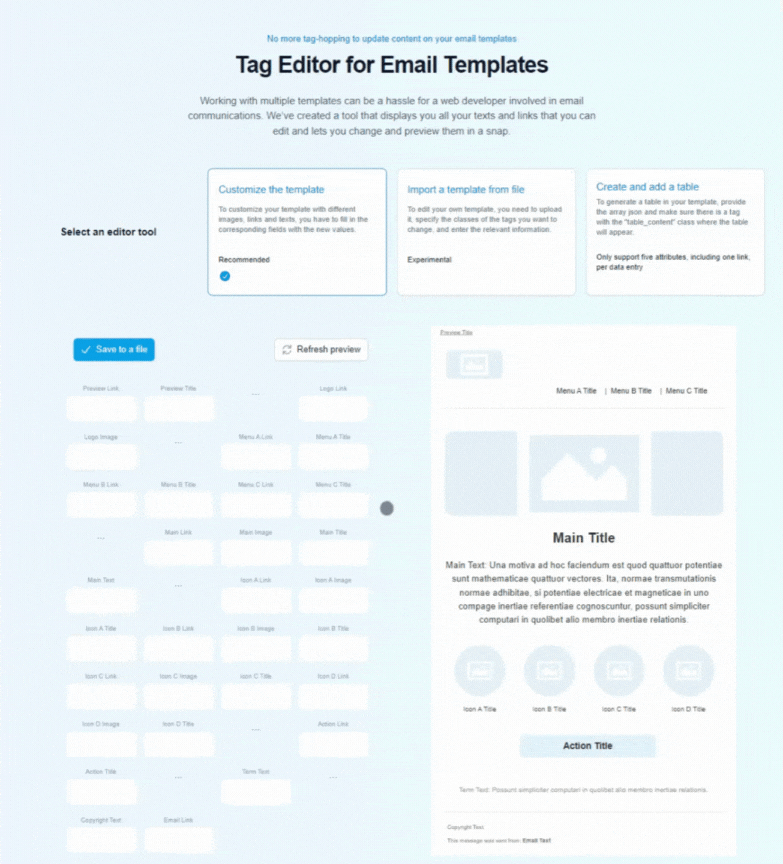 No more tag-hopping to update content on your email templates
Tag Editor for Email Templates
Working with multiple templates can be a hassle for a web developer involved in email
communications. We've created a tool that displays you all your texts and links that you can
edit and lets you change and preview them in a snap.
Select an editor tool
Customize the template
To customize your template with different
images, links and texts, you have to fill in the
corresponding fields with the new values.
Recommended
Import a template from file
To edit your own template, you need to upload
it, specify the classes of the tags you want to
change, and enter the relevant information.
Experimental
Create and add a table
To generate a table in your template, provide
the array json and make sure there is a tag
with the "table_content" class where the table
will appear.
Only support five attributes, including one link,
per data entry
Save to a file
Refresh preview
Preview Link
Preview Title
---
Logo Link
Logo Image
---
Menu A Link
Menu A Title
Menu B Link
Menu B Title
Menu C Link
Menu C Title
---
Main Link
Main Image
Main Title
Main Text
---
Icon A Link
Icon A Image
Icon A Title
Icon B Link
Icon B Image
Icon B Title
Icon C Link
Icon C Image
Icon C Title
Icon D Link
Icon D Image
Icon D Title
---
Action Link
Action Title
---
Term Text
---
Copyright Text
Email Link
Preview Title
Menu A Title | Menu B Title | Menu C Title
Main Title
Main Text: Una motiva ad hoc faciendum est quod quattuor potentiae
sunt mathematicae quattuor vectores. Ita, normae transmutationis
normae adhibitae, si potentiae electricae et magneticae in uno
compage inertiae referentiae cognoscuntur, possunt simpliciter
computari in quolibet alio membro inertiae relationis.
Icon A Title
Icon B Title
Icon C Title
Icon D Title
Action Title
Term Text: Possunt simpliciter computari in quolibet alio membro inertiae relationis.
Copyright Text
This message was sent from: Email Text